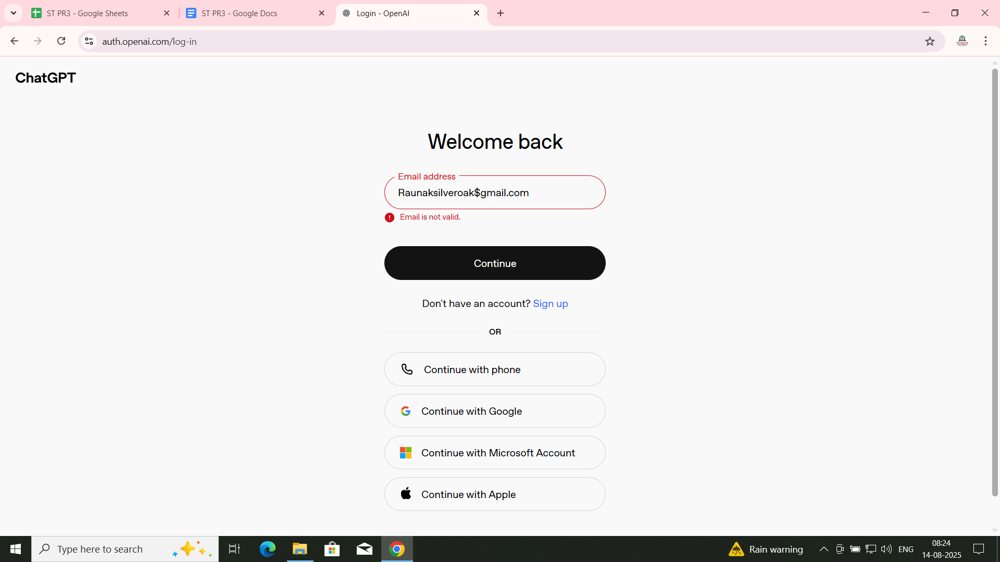 ST PR3 - Google Sheets
ST PR3 - Google Docs
Login - OpenAI
auth.openai.com/log-in
ChatGPT
Welcome back
Email address
Raunaksilveroak$gmail.com
Email is not valid.
Continue
Don't have an account? Sign up
OR
Continue with phone
Continue with Google
Continue with Microsoft Account
Continue with Apple
Type here to search
Rain warning
ENG
08:24
14-08-2025